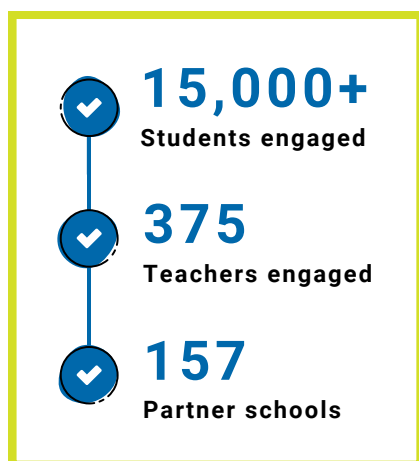 15,000+
Students engaged
375
Teachers engaged
157
Partner schools